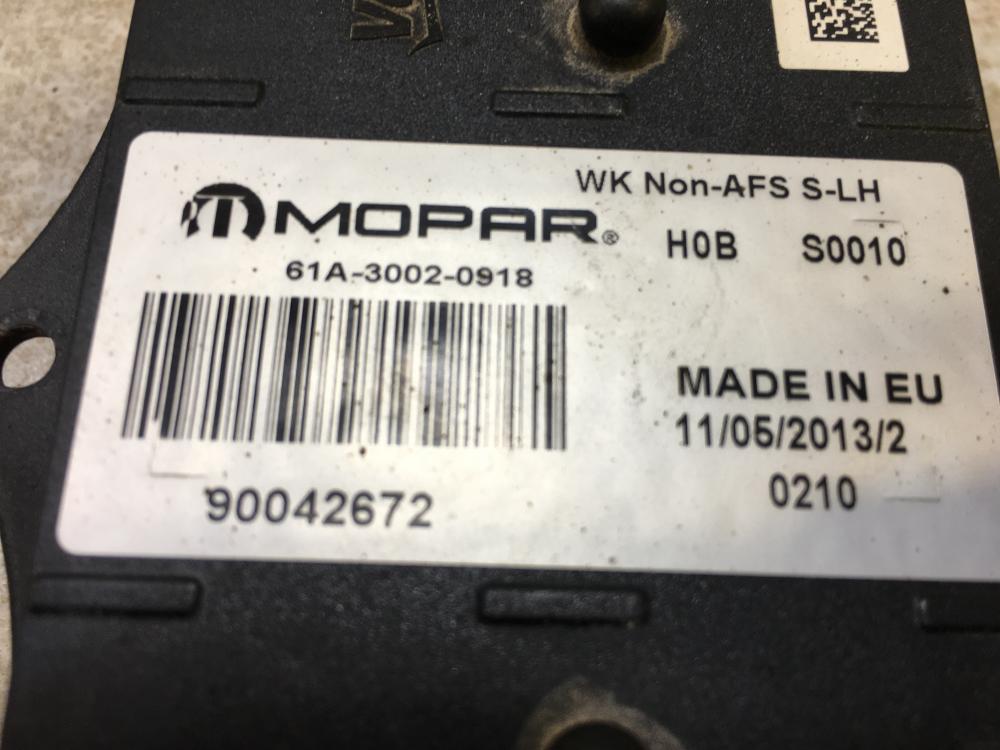 WK Non-AFS S-LH
MOPAR®
H0B S0010
61A-3002-0918
MADE IN EU
11/05/2013/2
90042672
0210